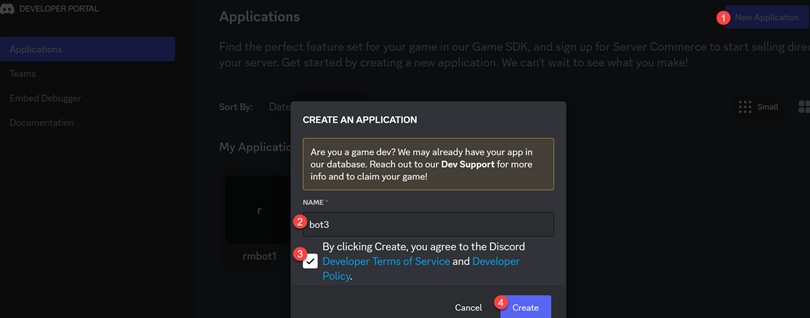 DEVELOPER PORTAL
Applications
1 New Application
Applications
Find the perfect feature set for your game in our Game SDK, and sign up for Server Commerce to start selling
your server. Get started by creating a new application. We can't wait to see what you make!
Teams
Embed Debugger
Documentation
Sort By:
Small
CREATE AN APPLICATION
Are you a game dev? We may already have your app in
our database. Reach out to our Dev Support for more
info and to claim your game!
My
NAME *
r
2 bot3
rmbot1
3 By clicking Create, you agree to the Discord
Developer Terms of Service and Developer
Policy.
Cancel
4 Create